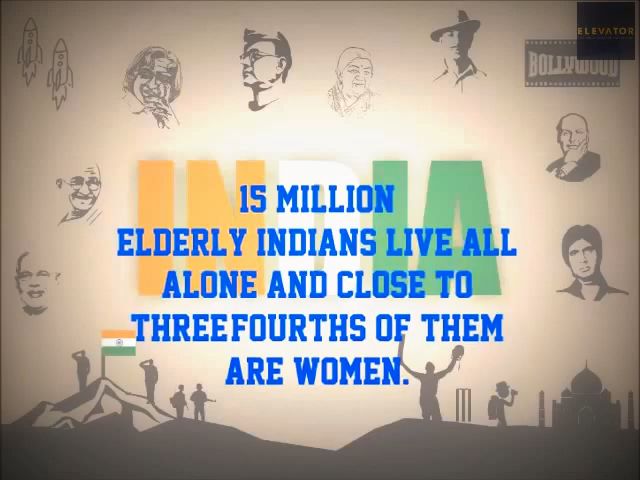 ELEVATOR
BOLLYWOOD
INDIA
15 MILLION
ELDERLY INDIANS LIVE ALL
ALONE AND CLOSE TO
THREEFOURTHS OF THEM
ARE WOMEN.